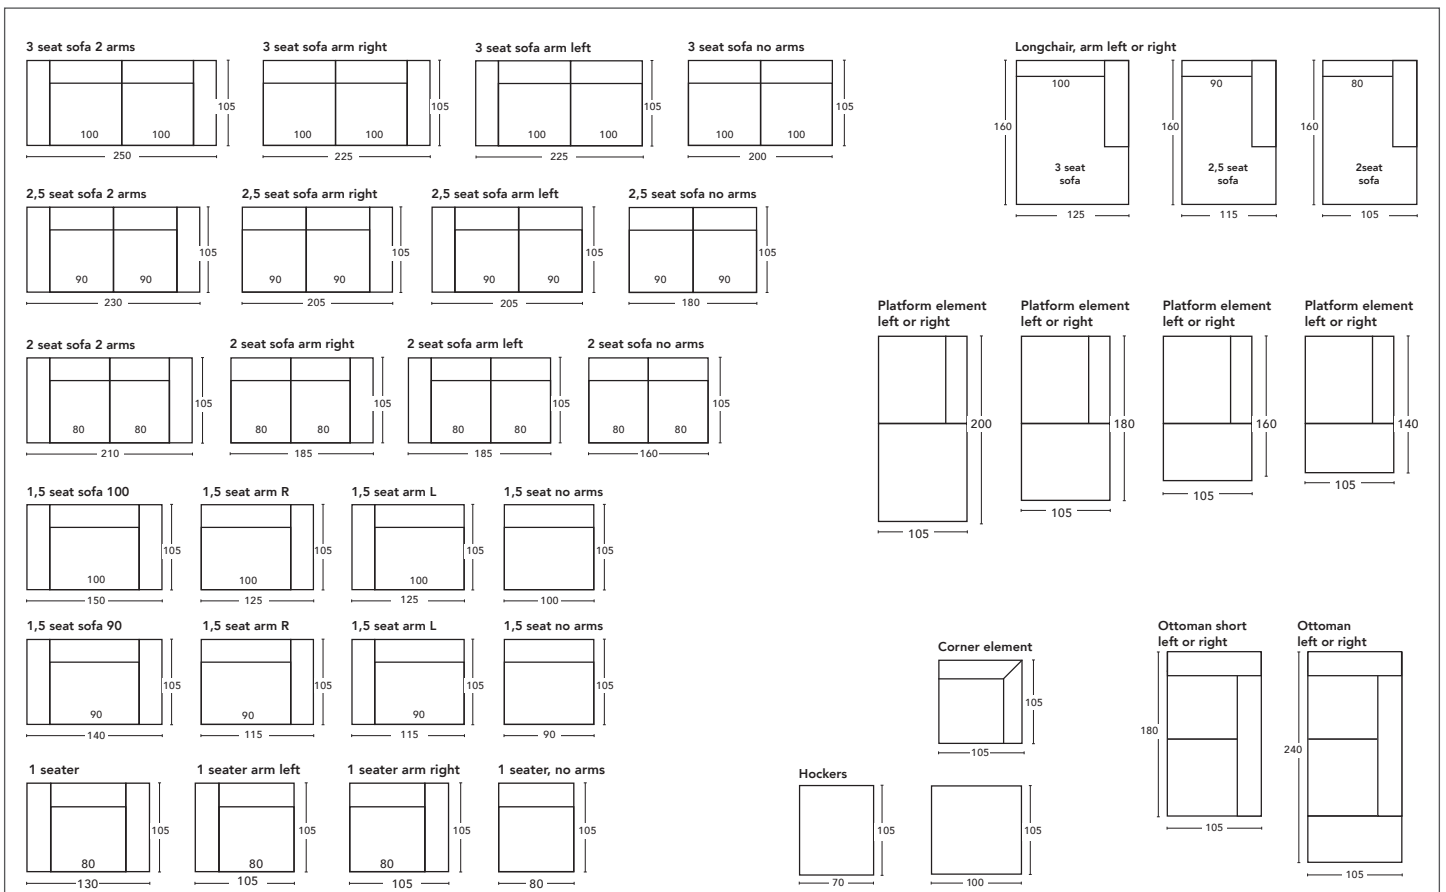 3 seat sofa 2 arms
105
100
100
250
3 seat sofa arm right
105
100
100
225
3 seat sofa arm left
105
100
100
225
3 seat sofa no arms
105
100
100
200
2,5 seat sofa 2 arms
105
90
90
230
2,5 seat sofa arm right
105
90
90
205
2,5 seat sofa arm left
105
90
90
205
2,5 seat sofa no arms
105
90
90
180
2 seat sofa 2 arms
105
80
80
210
2 seat sofa arm right
105
80
80
185
2 seat sofa arm left
105
80
80
185
2 seat sofa no arms
105
80
80
160
1,5 seat sofa 100
105
100
150
1,5 seat arm R
105
100
125
1,5 seat arm L
105
100
125
1,5 seat no arms
105
100
1,5 seat sofa 90
105
90
140
1,5 seat arm R
105
90
115
1,5 seat arm L
105
90
115
1,5 seat no arms
105
90
1 seater
105
80
130
1 seater arm left
105
80
105
1 seater arm right
105
80
105
1 seater, no arms
105
80
Longchair, arm left or right
100
160
3 seat
sofa
125
90
160
2,5 seat
sofa
115
80
160
2seat
sofa
105
Platform element
left or right
200
105
Platform element
left or right
180
105
Platform element
left or right
160
105
Platform element
left or right
140
105
Corner element
105
105
Hockers
105
70
105
100
Ottoman short
left or right
180
105
Ottoman
left or right
240
105